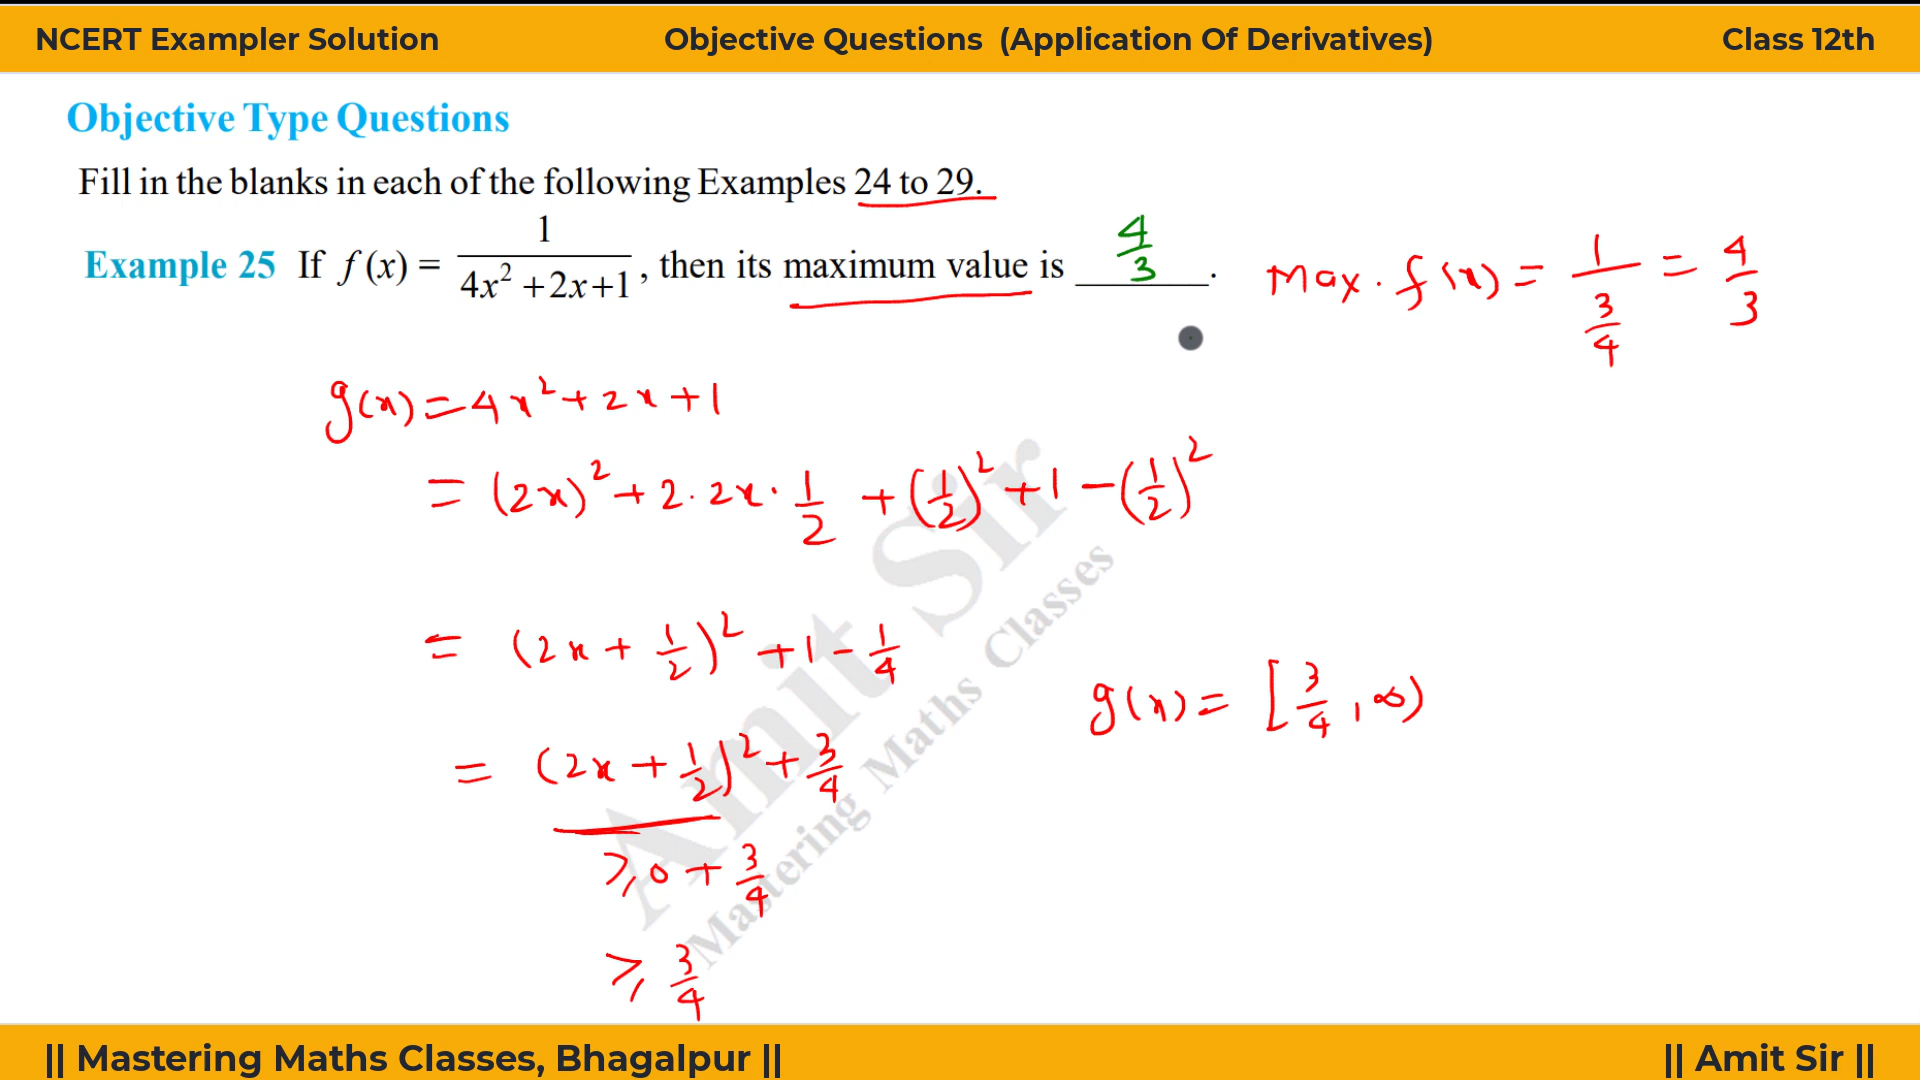 NCERT Exampler Solution Objective Questions (Application Of Derivatives) Class 12th
Objective Type Questions
Fill in the blanks in each of the following Examples 24 to 29.
Example 25 If f(x) = 1/(4x² + 2x + 1), then its maximum value is 4/3.
max. f(x) = 1/(3/4) = 4/3
g(x) = 4x² + 2x + 1
= (2x)² + 2.2x.1/2 + (1/2)² + 1 - (1/2)²
= (2x + 1/2)² + 1 - 1/4
= (2x + 1/2)² + 3/4
g(x) = [3/4, ∞)
≥ 0 + 3/4
≥ 3/4
Amit Sir
Mastering Maths Classes
|| Mastering Maths Classes, Bhagalpur || || Amit Sir ||